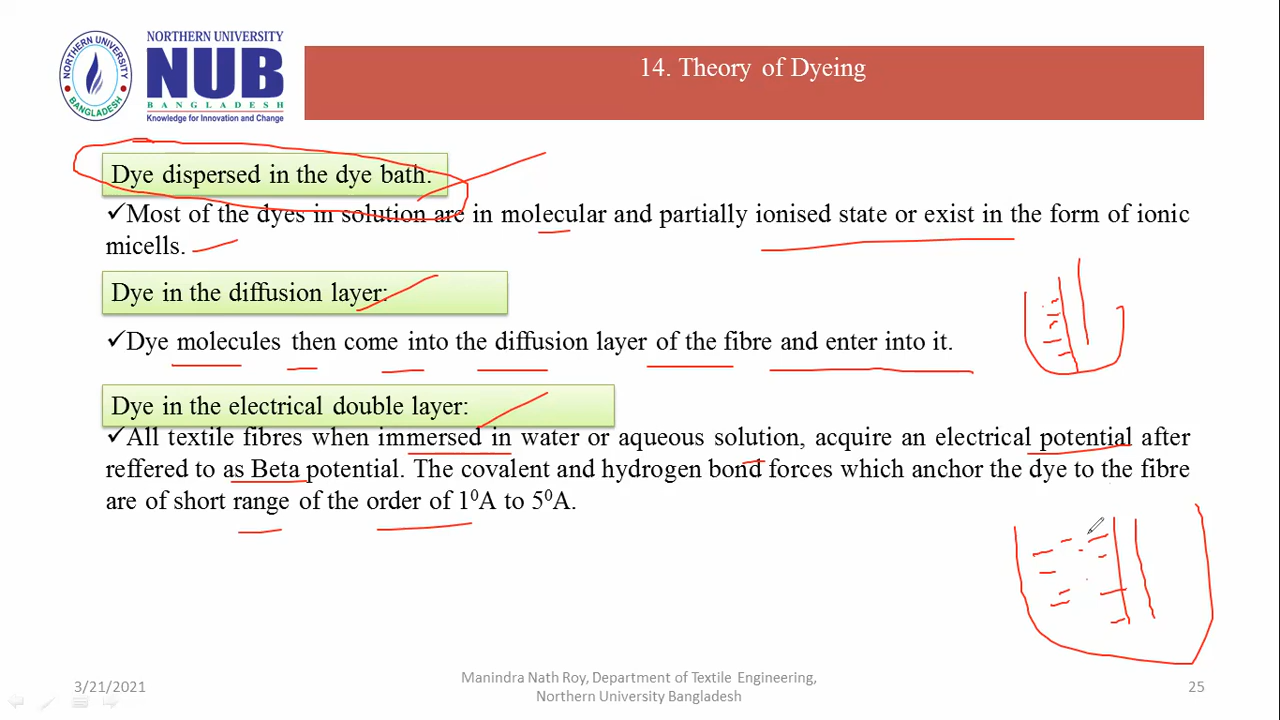 NORTHERN UNIVERSITY
BANGLADESH
NORTHERN UNIVERSITY
NUB
BANGLADESH
Knowledge for Innovation and Change
14. Theory of Dyeing
Dye dispersed in the dye bath:
✓Most of the dyes in solution are in molecular and partially ionised state or exist in the form of ionic
micells.
Dye in the diffusion layer:
✓Dye molecules then come into the diffusion layer of the fibre and enter into it.
Dye in the electrical double layer:
✓All textile fibres when immersed in water or aqueous solution, acquire an electrical potential after
reffered to as Beta potential. The covalent and hydrogen bond forces which anchor the dye to the fibre
are of short range of the order of 1⁰A to 5⁰A.
3/21/2021
Manindra Nath Roy, Department of Textile Engineering,
Northern University Bangladesh
25